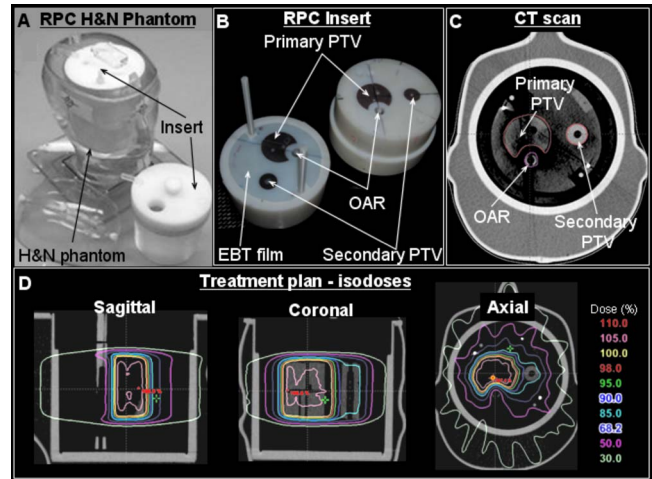 A RPC H&N Phantom
Insert
H&N phantom
B RPC Insert
Primary PTV
OAR
EBT film
Secondary PTV
C CT scan
Primary
PTV
OAR
Secondary
PTV
D Treatment plan - isodoses
Sagittal
Coronal
Axial
Dose (%)
110.0
105.0
100.0
98.0
95.0
90.0
85.0
68.2
50.0
30.0